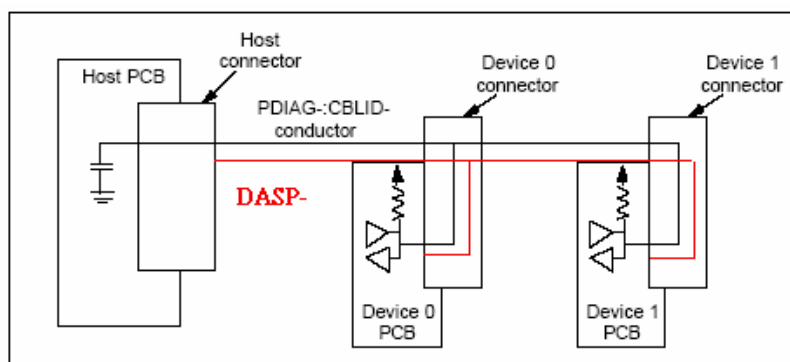 Host
connector
Host PCB
Device 0
connector
Device 1
connector
PDIAG-:CBLID-
conductor
DASP-
Device 0
PCB
Device 1
PCB